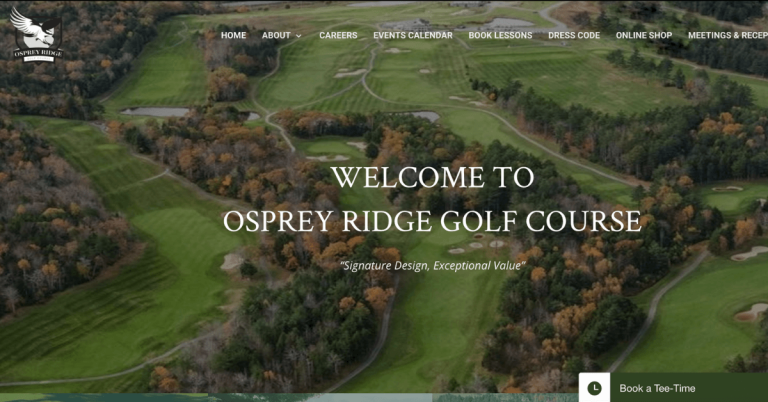 HOME
ABOUT
CAREERS
EVENTS CALENDAR
BOOK LESSONS
DRESS CODE
ONLINE SHOP
MEETINGS & RECEP
OSPREY RIDGE
WELCOME TO
OSPREY RIDGE GOLF COURSE
“Signature Design, Exceptional Value”
Book a Tee-Time